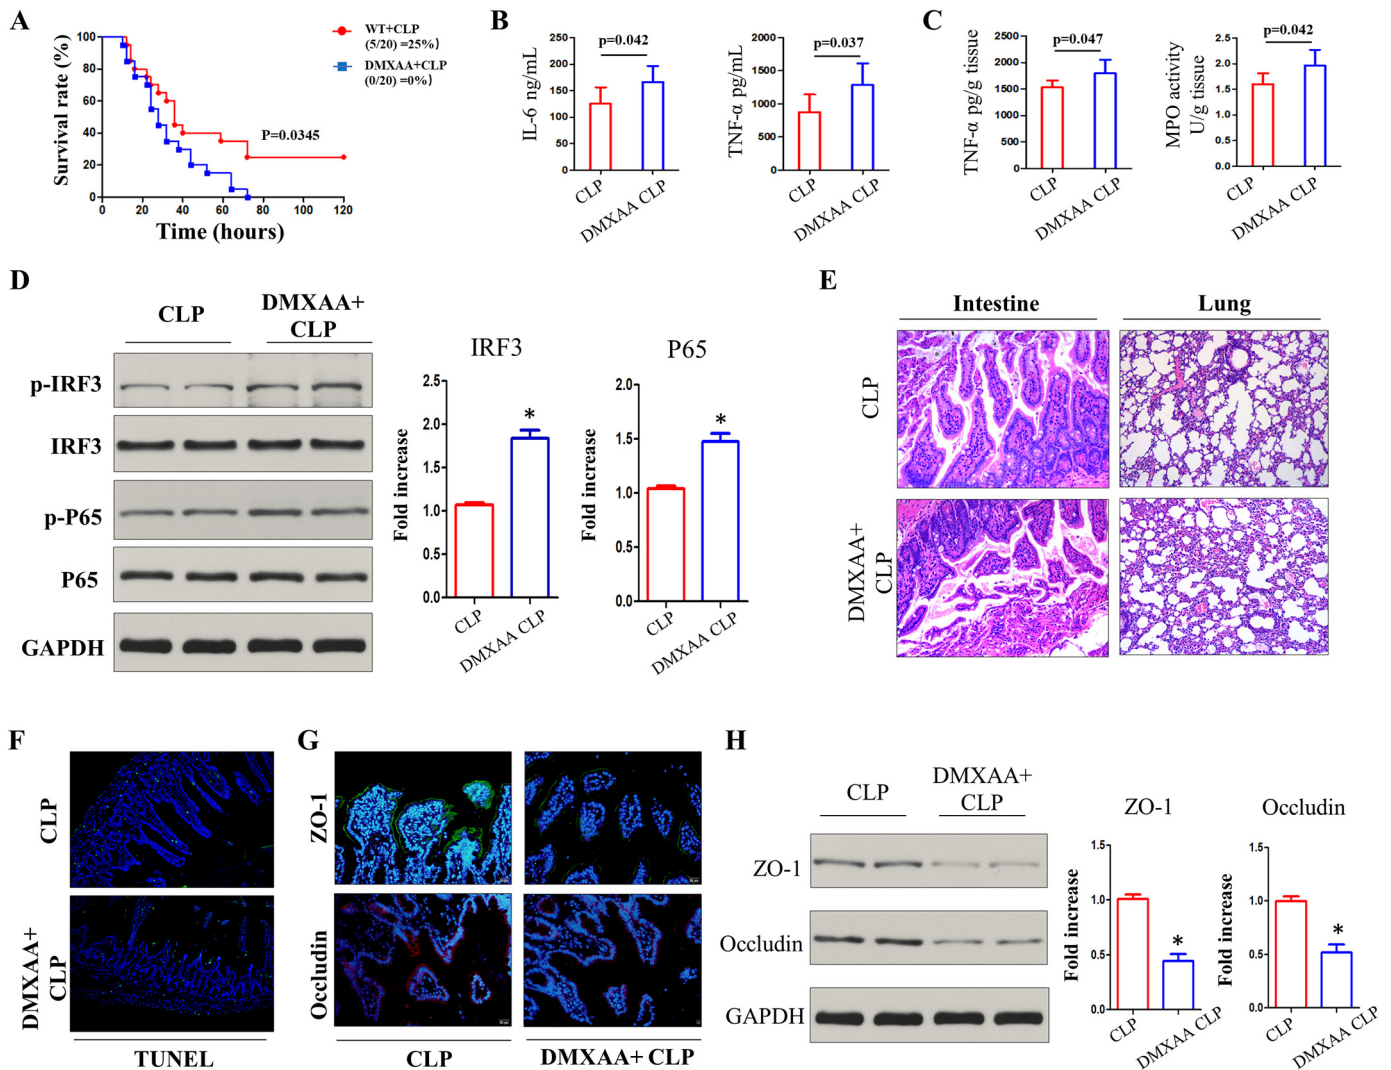 A
Survival rate (%)
100
80
60
40
20
0
0 20 40 60 80 100 120
Time (hours)
P=0.0345
WT+CLP
(5/20) =25%)
DMXAA+CLP
(0/20) =0%)
B
IL-6 ng/mL
250
200
150
100
50
0
p=0.042
CLP
DMXAA CLP
TNF-α pg/mL
2000
1500
1000
500
0
p=0.037
CLP
DMXAA CLP
C
TNF-α pg/g tissue
2500
2000
1500
1000
500
0
p=0.047
CLP
DMXAA CLP
MPO activity
U/g tissue
2.5
2.0
1.5
1.0
0.5
0.0
p=0.042
CLP
DMXAA CLP
D
CLP
DMXAA+
CLP
p-IRF3
IRF3
p-P65
P65
GAPDH
IRF3
Fold increase
2.5
2.0
1.5
1.0
0.5
0.0
*
CLP
DMXAA CLP
P65
Fold increase
2.0
1.5
1.0
0.5
0.0
*
CLP
DMXAA CLP
E
Intestine
Lung
CLP
DMXAA+
CLP
F
CLP
DMXAA+
CLP
TUNEL
G
ZO-1
Occludin
CLP
DMXAA+ CLP
H
CLP
DMXAA+
CLP
ZO-1
Occludin
GAPDH
ZO-1
Fold increase
1.5
1.0
0.5
0.0
*
CLP
DMXAA CLP
Occludin
Fold increase
1.5
1.0
0.5
0.0
*
CLP
DMXAA CLP